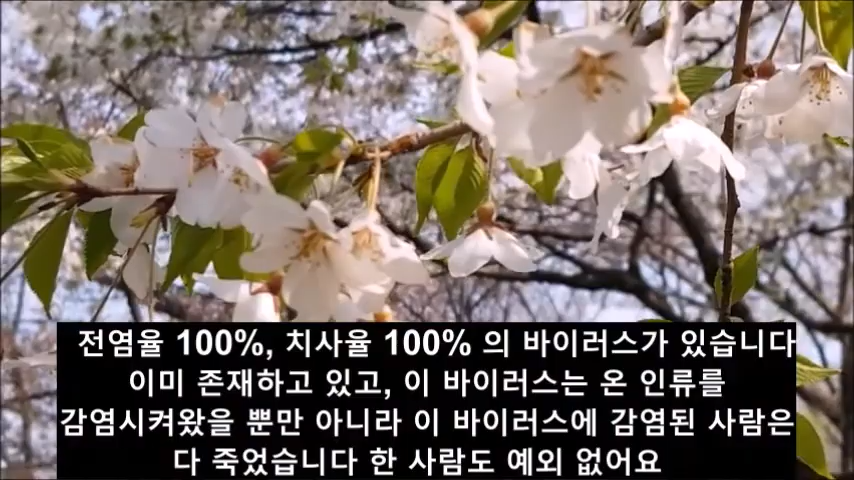 전염율 100%, 치사율 100% 의 바이러스가 있습니다
이미 존재하고 있고, 이 바이러스는 온 인류를
감염시켜왔을 뿐만 아니라 이 바이러스에 감염된 사람은
다 죽었습니다 한 사람도 예외 없어요